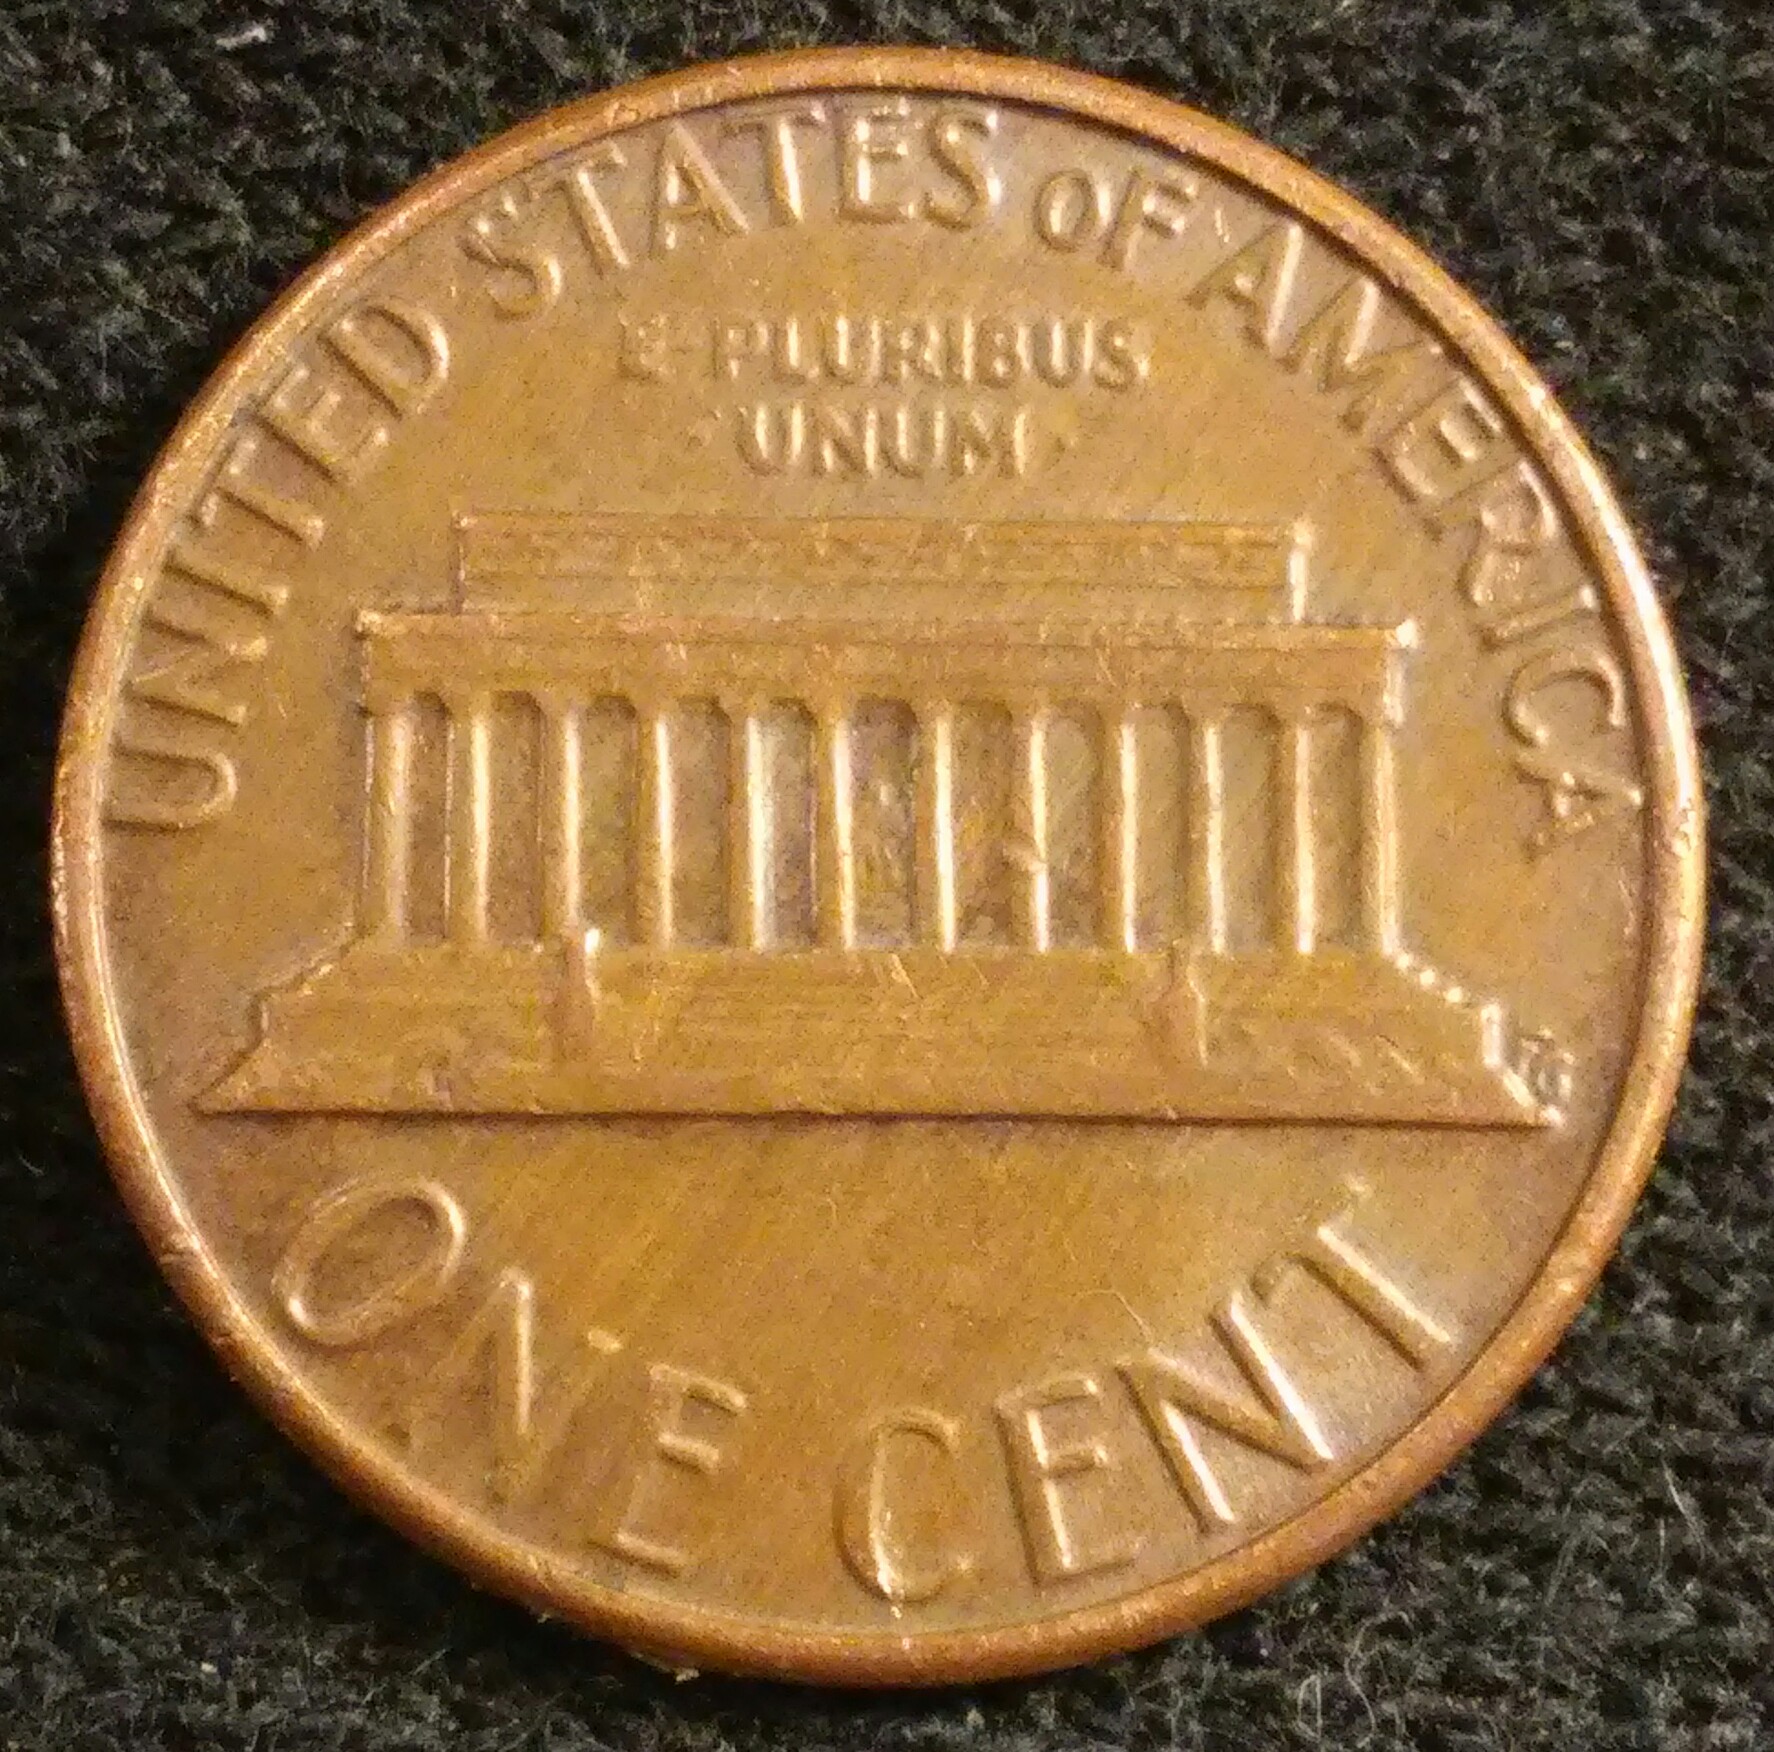 UNITED STATES OF AMERICA
E·PLURIBUS
·UNUM·
ONE CENT